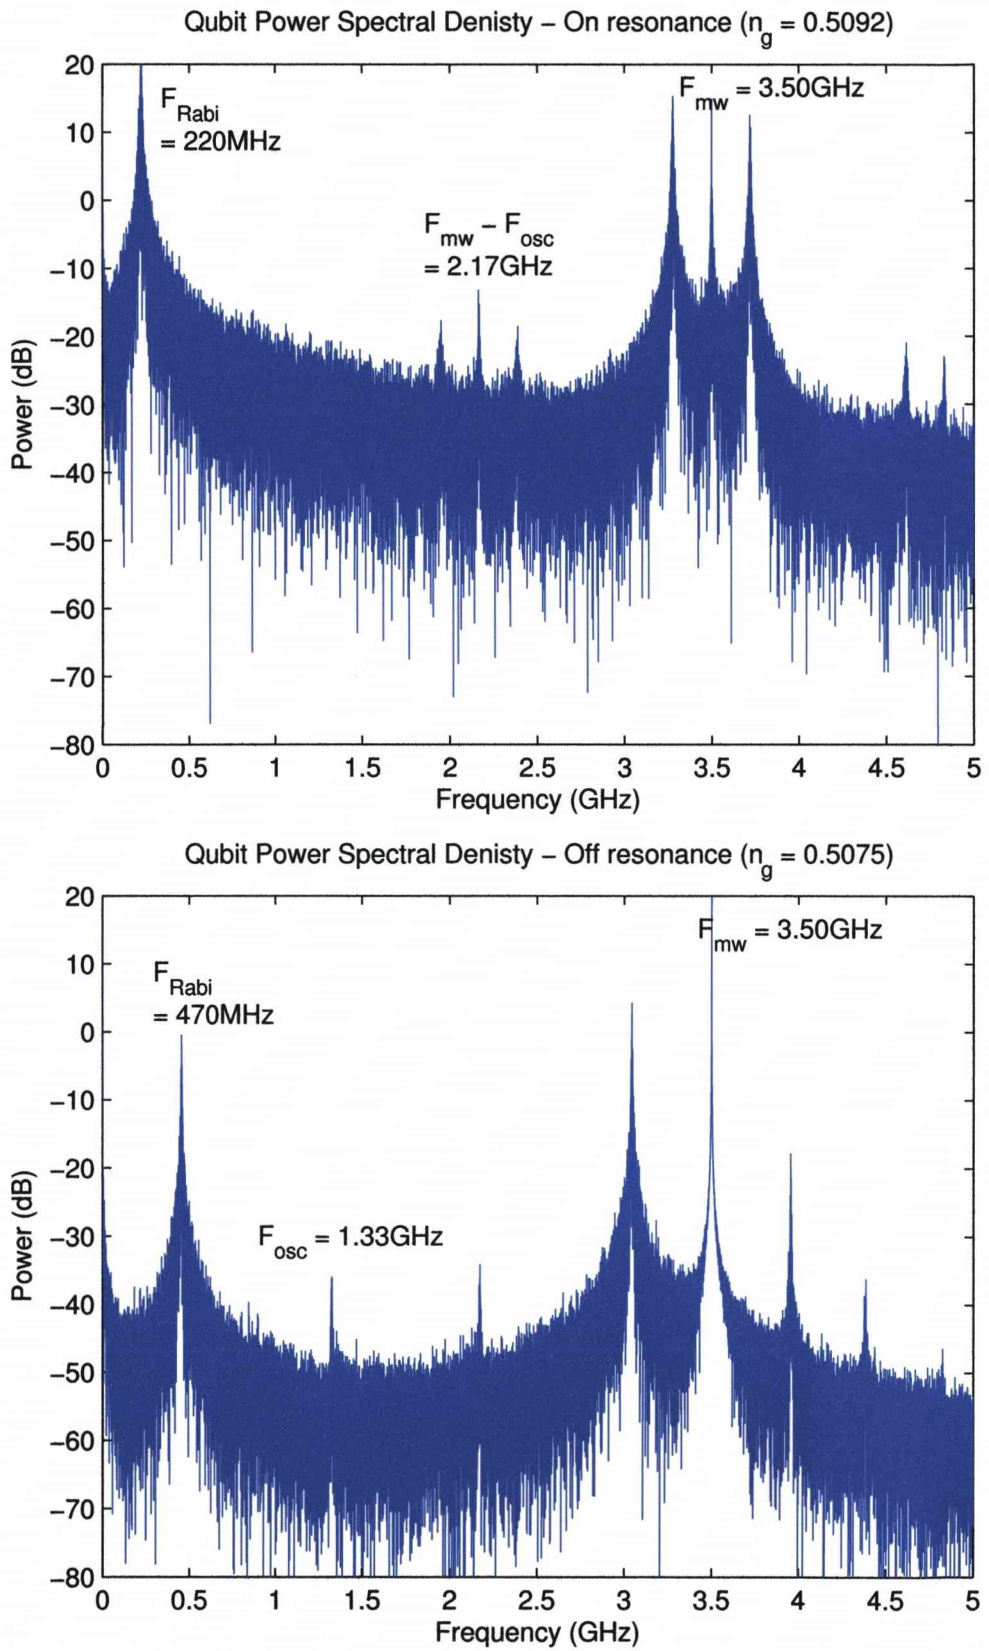 Qubit Power Spectral Denisty – On resonance (n_g = 0.5092)
20
10
0
−10
−20
−30
−40
−50
−60
−70
−80
Power (dB)
F_Rabi
= 220MHz
F_mw – F_osc
= 2.17GHz
F_mw = 3.50GHz
0 0.5 1 1.5 2 2.5 3 3.5 4 4.5 5
Frequency (GHz)
Qubit Power Spectral Denisty – Off resonance (n_g = 0.5075)
20
10
0
−10
−20
−30
−40
−50
−60
−70
−80
Power (dB)
F_Rabi
= 470MHz
F_osc = 1.33GHz
F_mw = 3.50GHz
0 0.5 1 1.5 2 2.5 3 3.5 4 4.5 5
Frequency (GHz)